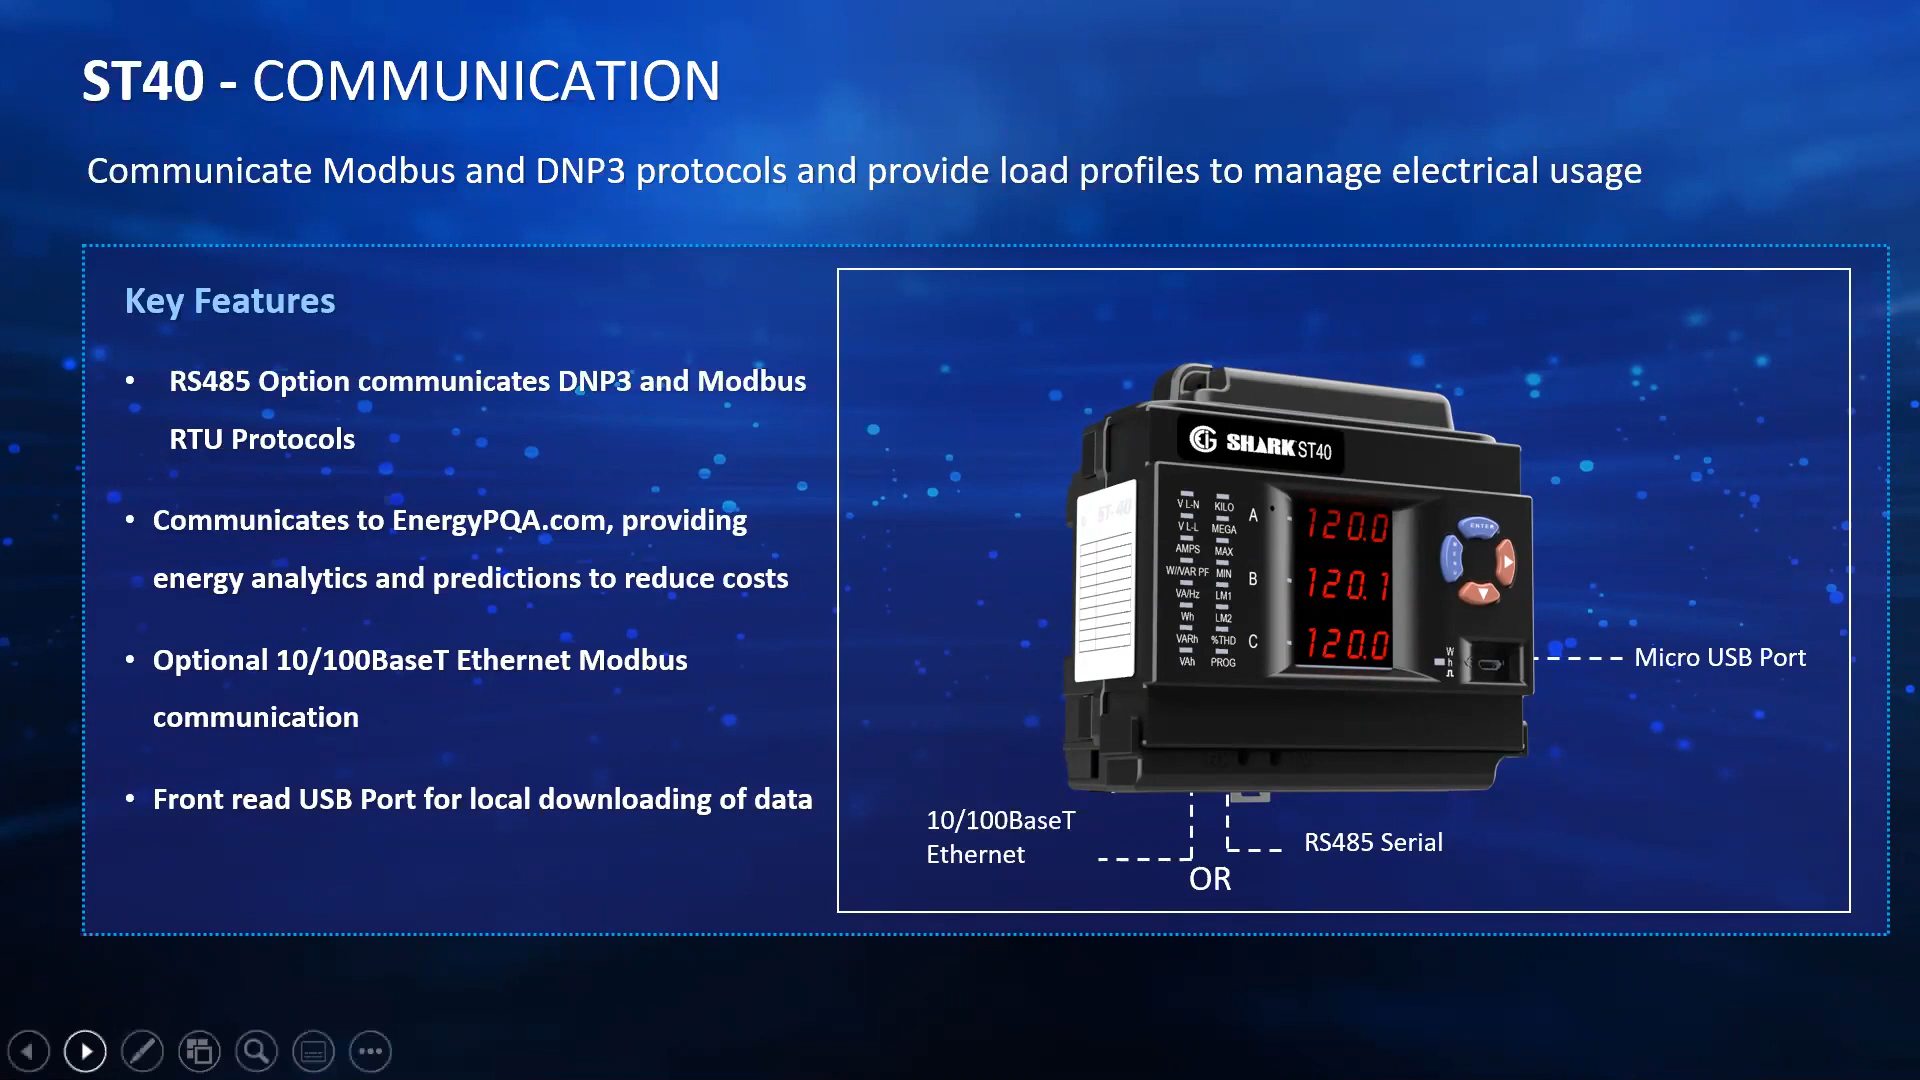 ST40 - COMMUNICATION
Communicate Modbus and DNP3 protocols and provide load profiles to manage electrical usage
Key Features
• RS485 Option communicates DNP3 and Modbus
RTU Protocols
• Communicates to EnergyPQA.com, providing
energy analytics and predictions to reduce costs
• Optional 10/100BaseT Ethernet Modbus
communication
• Front read USB Port for local downloading of data
EIG SHARK ST40
ST-40
V L-N KILO
V L-L MEGA
AMPS MAX
W/VAR PF MIN
VA/Hz LM1
Wh LM2
VARh %THD
VAh PROG
A 120.0
B 120.1
C 120.0
ENTER
Wh
Micro USB Port
10/100BaseT
Ethernet
RS485 Serial
OR